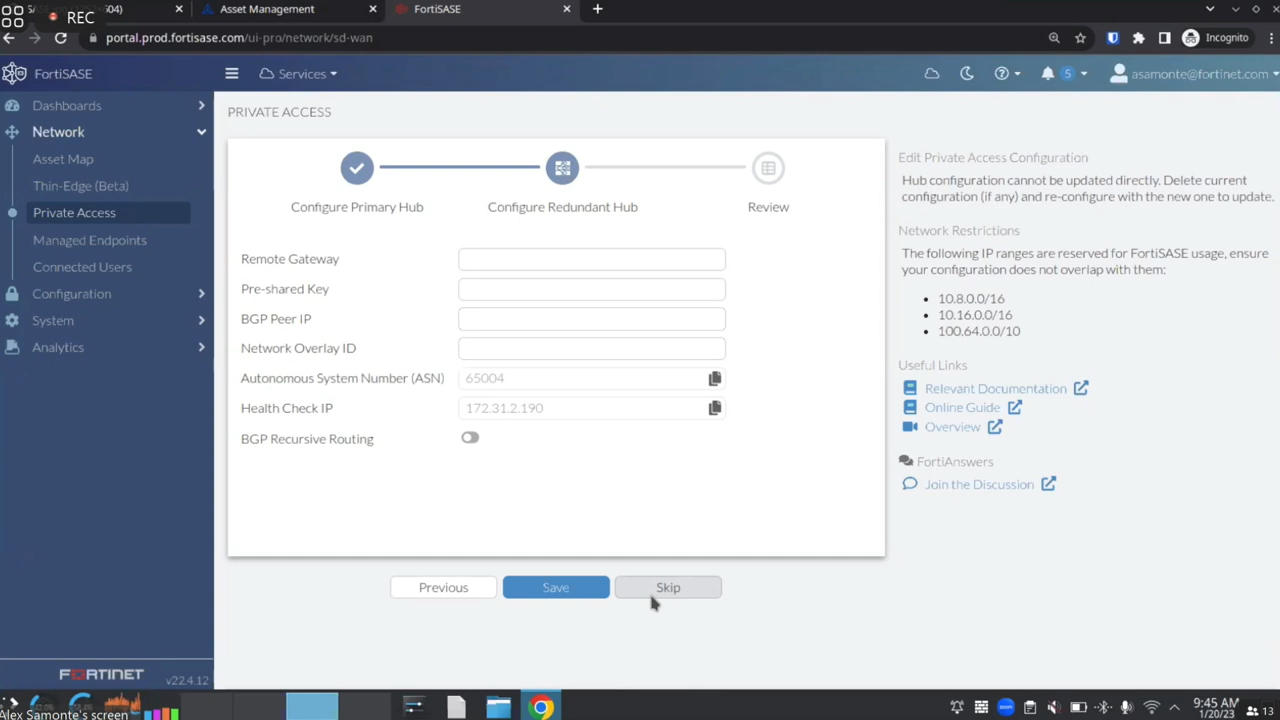 REC
604)
Asset Management
FortiSASE
portal.prod.fortisase.com/ui-pro/network/sd-wan
Incognito
FortiSASE
Services
5
asamonte@fortinet.com
Dashboards
Network
Asset Map
Thin-Edge (Beta)
Private Access
Managed Endpoints
Connected Users
Configuration
System
Analytics
PRIVATE ACCESS
Configure Primary Hub
Configure Redundant Hub
Review
Remote Gateway
Pre-shared Key
BGP Peer IP
Network Overlay ID
Autonomous System Number (ASN) 65004
Health Check IP 172.31.2.190
BGP Recursive Routing
Previous
Save
Skip
Edit Private Access Configuration
Hub configuration cannot be updated directly. Delete current
configuration (if any) and re-configure with the new one to update.
Network Restrictions
The following IP ranges are reserved for FortiSASE usage, ensure
your configuration does not overlap with them:
10.8.0.0/16
10.16.0.0/16
100.64.0.0/10
Useful Links
Relevant Documentation
Online Guide
Overview
FortiAnswers
Join the Discussion
FORTINET
v22.4.12
Alex Samonte's screen
9:45 AM
1/20/23
13